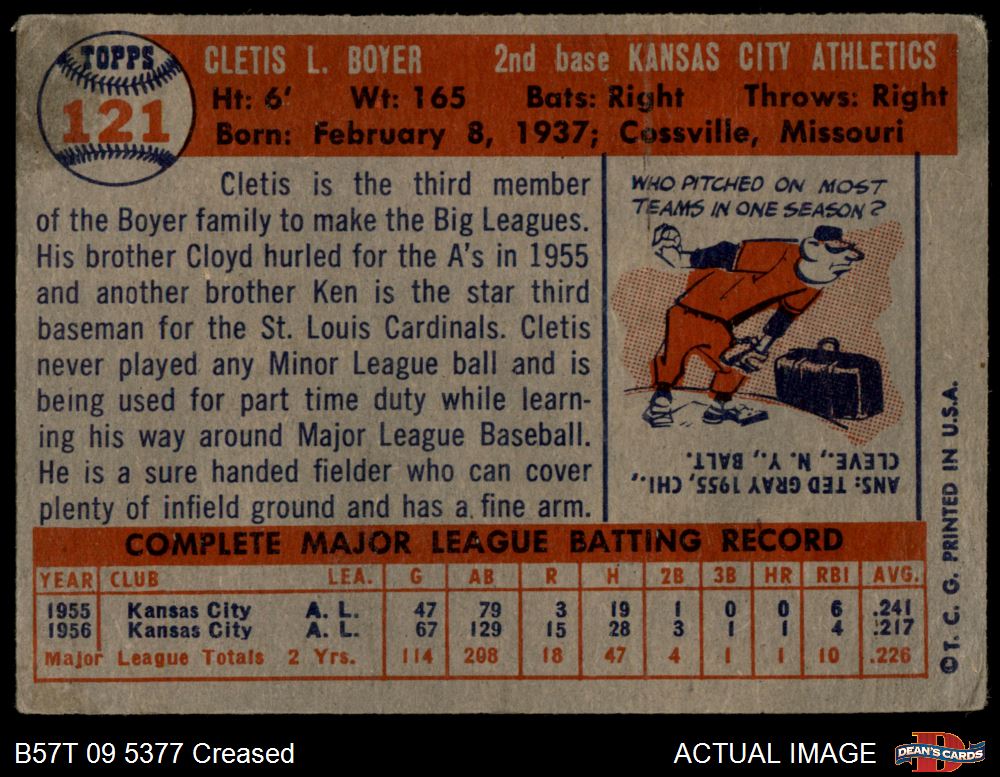 TOPPS
121
CLETIS L. BOYER 2nd base KANSAS CITY ATHLETICS
Ht: 6' Wt: 165 Bats: Right Throws: Right
Born: February 8, 1937; Cossville, Missouri
Cletis is the third member
of the Boyer family to make the Big Leagues.
His brother Cloyd hurled for the A's in 1955
and another brother Ken is the star third
baseman for the St. Louis Cardinals. Cletis
never played any Minor League ball and is
being used for part time duty while learn-
ing his way around Major League Baseball.
He is a sure handed fielder who can cover
plenty of infield ground and has a fine arm.
WHO PITCHED ON MOST
TEAMS IN ONE SEASON?
ANS: TED GRAY 1955, CHI.,
CLEVE., N. Y., BALT.
COMPLETE MAJOR LEAGUE BATTING RECORD
YEAR CLUB LEA. G AB R H 2B 3B HR RBI AVG.
1955 Kansas City A. L. 47 79 3 19 1 0 0 6 .241
1956 Kansas City A. L. 67 129 15 28 3 1 1 4 .217
Major League Totals 2 Yrs. 114 208 18 47 4 1 1 10 .226
©T. C. G. PRINTED IN U.S.A.
B57T 09 5377 Creased
ACTUAL IMAGE
DEAN'S CARDS